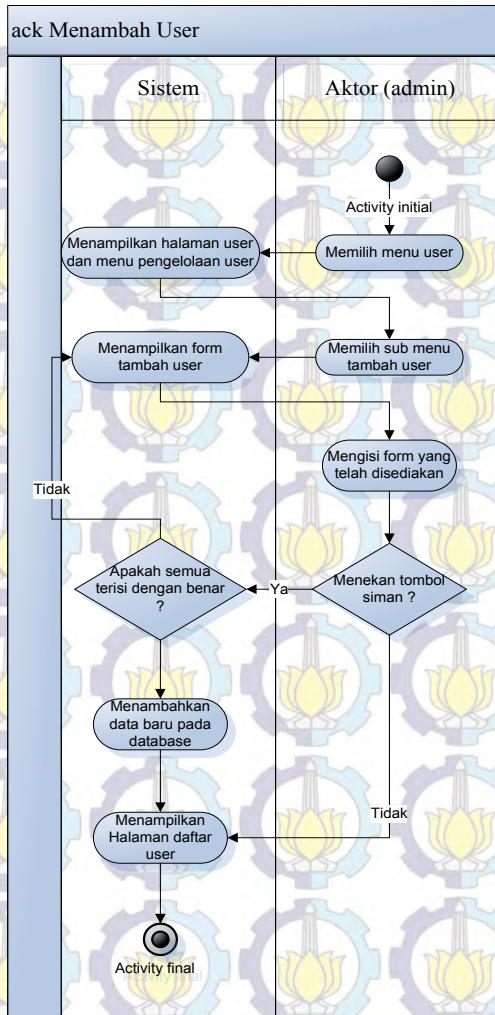 ack Menambah User
Sistem
Aktor (admin)
Activity initial
Menampilkan halaman user
dan menu pengelolaan user
Memilih menu user
Menampilkan form
tambah user
Memilih sub menu
tambah user
Mengisi form yang
telah disediakan
Tidak
Apakah semua
terisi dengan benar
?
Ya
Menekan tombol
siman ?
Menambahkan
data baru pada
database
Tidak
Menampilkan
Halaman daftar
user
Activity final